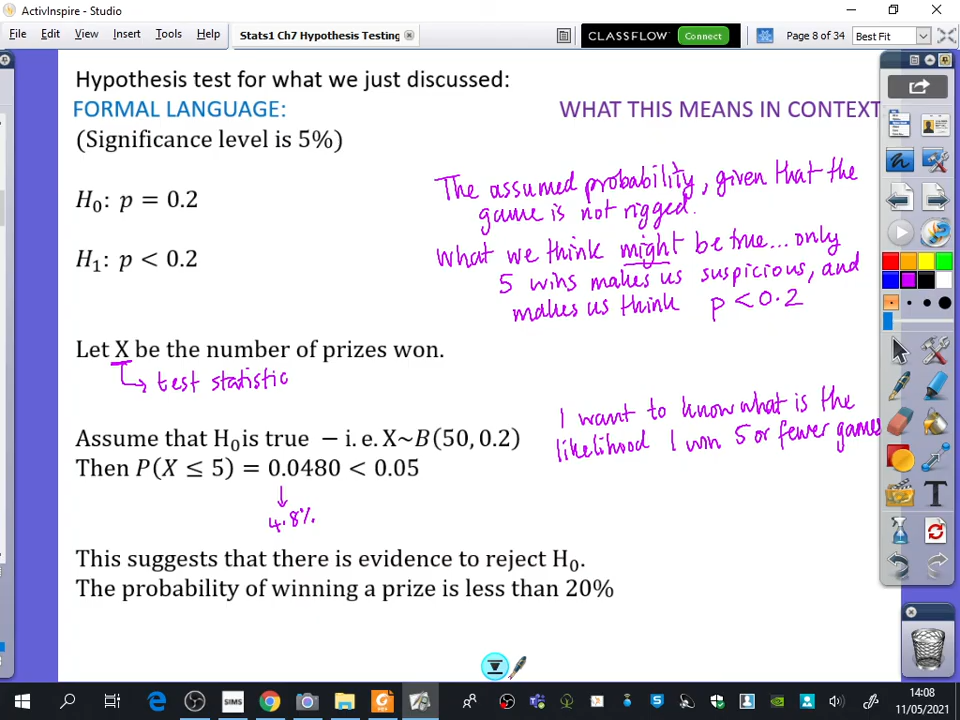 ActivInspire - Studio
File Edit View Insert Tools Help
Stats1 Ch7 Hypothesis Testing
CLASSFLOW Connect
Page 8 of 34
Best Fit
Hypothesis test for what we just discussed:
FORMAL LANGUAGE:
WHAT THIS MEANS IN CONTEXT
(Significance level is 5%)
The assumed probability, given that the
game is not rigged.
H₀: p = 0.2
What we think might be true... only
5 wins makes us suspicious, and
makes us think p < 0.2
H₁: p < 0.2
Let X be the number of prizes won.
↳ test statistic
I want to know what is the
likelihood I win 5 or fewer games
Assume that H₀ is true – i. e. X~B(50, 0.2)
Then P(X ≤ 5) = 0.0480 < 0.05
↓
4.8%
This suggests that there is evidence to reject H₀.
The probability of winning a prize is less than 20%
T
SIMS
14:08
11/05/2021